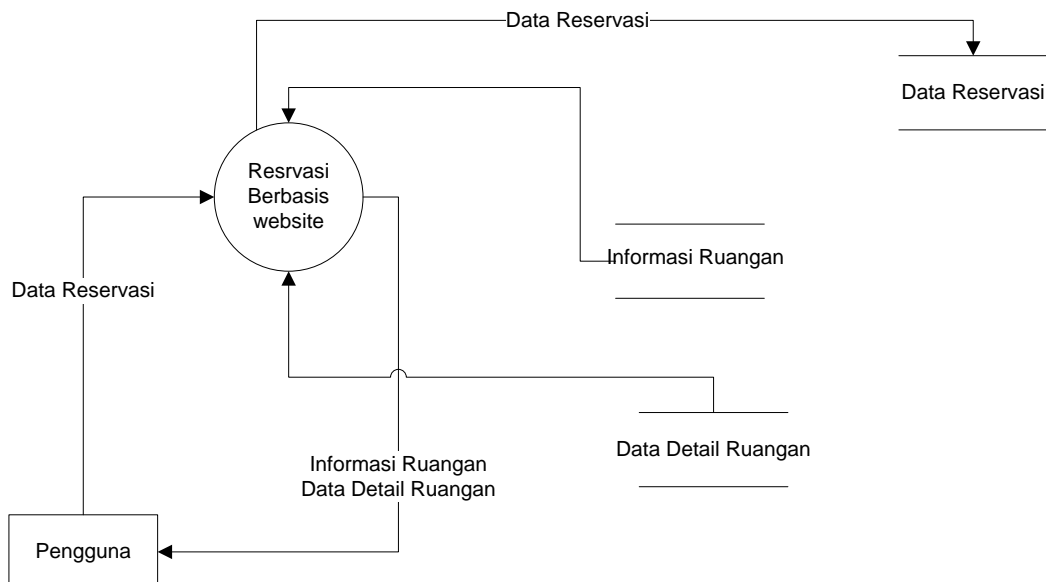 Data Reservasi
Data Reservasi
Resrvasi
Berbasis
website
Informasi Ruangan
Data Reservasi
Data Detail Ruangan
Informasi Ruangan
Data Detail Ruangan
Pengguna